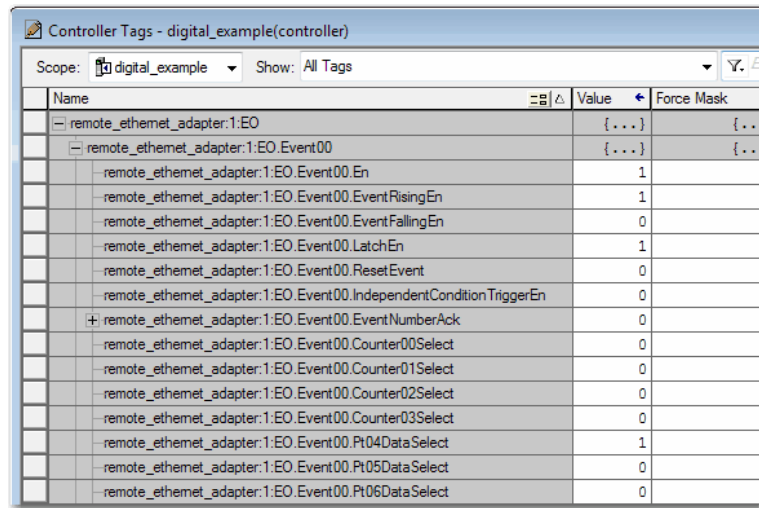 Controller Tags - digital_example(controller)
Scope: digital_example Show: All Tags
Name Value Force Mask
remote_ethernet_adapter:1:EO {...} {..
remote_ethernet_adapter:1:EO.Event00 {...} {..
remote_ethernet_adapter:1:EO.Event00.En 1
remote_ethernet_adapter:1:EO.Event00.EventRisingEn 1
remote_ethernet_adapter:1:EO.Event00.EventFallingEn 0
remote_ethernet_adapter:1:EO.Event00.LatchEn 1
remote_ethernet_adapter:1:EO.Event00.ResetEvent 0
remote_ethernet_adapter:1:EO.Event00.IndependentConditionTriggerEn 0
remote_ethernet_adapter:1:EO.Event00.EventNumberAck 0
remote_ethernet_adapter:1:EO.Event00.Counter00Select 0
remote_ethernet_adapter:1:EO.Event00.Counter01Select 0
remote_ethernet_adapter:1:EO.Event00.Counter02Select 0
remote_ethernet_adapter:1:EO.Event00.Counter03Select 0
remote_ethernet_adapter:1:EO.Event00.Pt04DataSelect 1
remote_ethernet_adapter:1:EO.Event00.Pt05DataSelect 0
remote_ethernet_adapter:1:EO.Event00.Pt06DataSelect 0